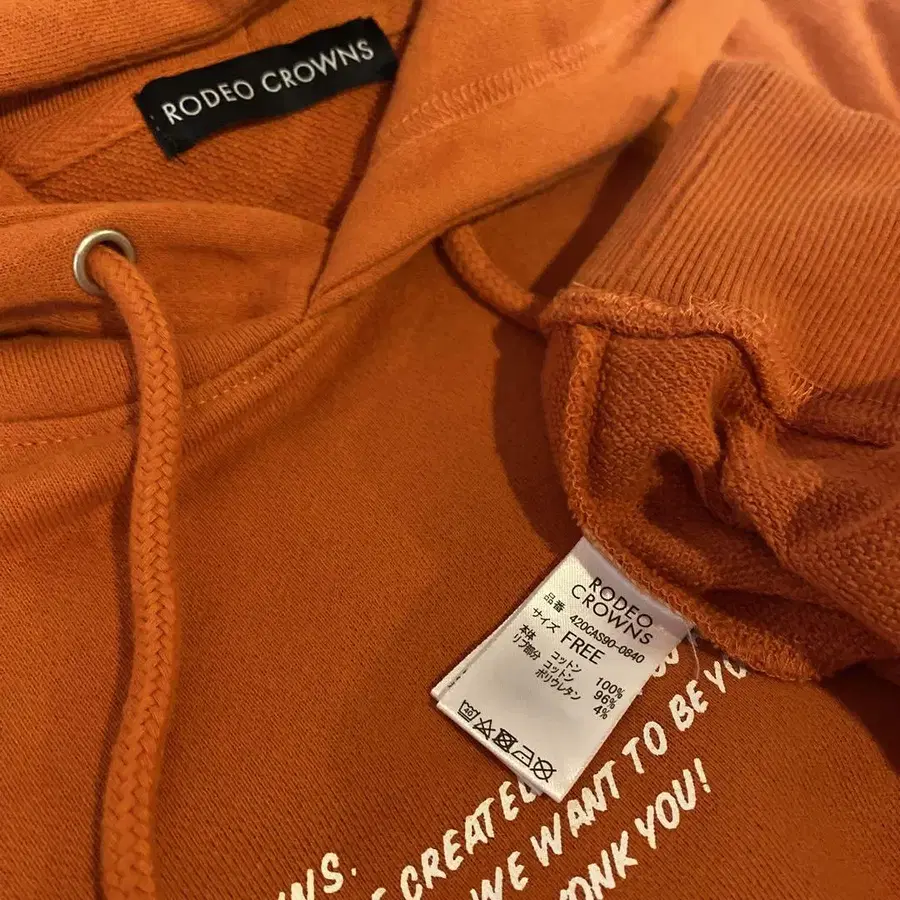 RODEO CROWNS
RODEO
CROWNS
品番 420CAS90-0840
サイズ FREE
本体 コットン 100%
リブ部分 コットン 96%
ポリウレタン 4%
40
CREATE
WE WANT TO BE
YOU!